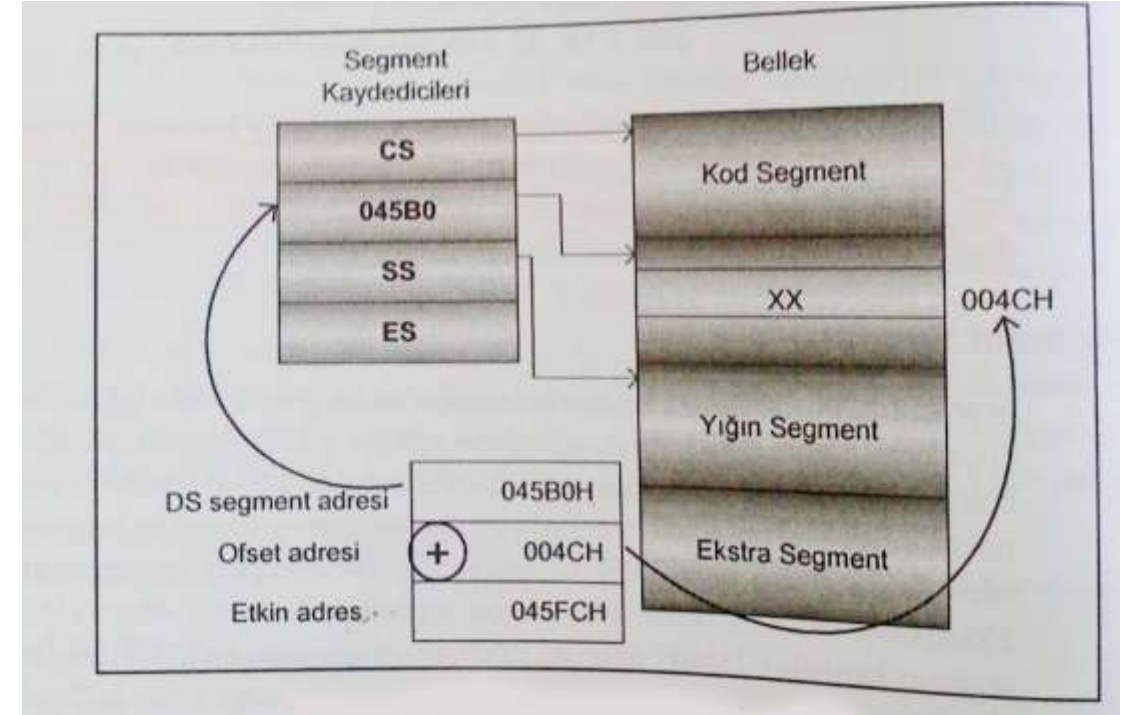 Segment
Kaydedicileri
CS
045B0
SS
ES
Bellek
Kod Segment
XX
004CH
Yığın Segment
Ekstra Segment
DS segment adresi
045B0H
Ofset adresi
+
004CH
Etkin adres
045FCH